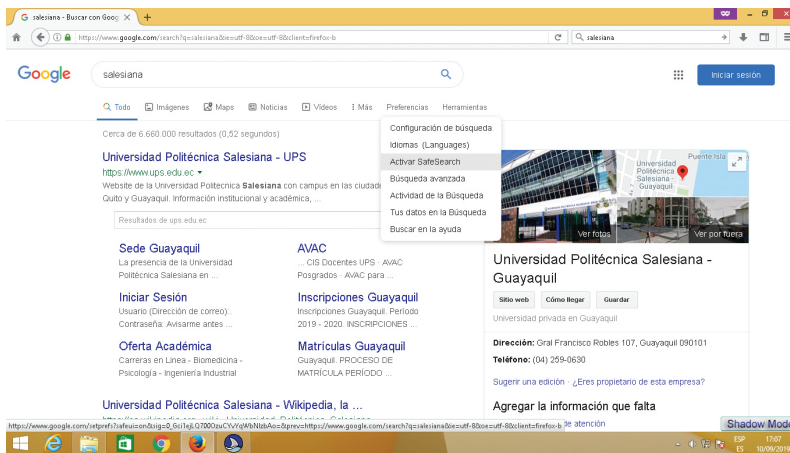 salesiana - Buscar con Goog
https://www.google.com/search?q=salesiana&ie=utf-8&oe=utf-8&client=firefox-b
salesiana
Google
salesiana
Iniciar sesión
Todo Imágenes Maps Noticias Vídeos Más Preferencias Herramientas
Cerca de 6.660.000 resultados (0,52 segundos)
Configuración de búsqueda
Idiomas (Languages)
Activar SafeSearch
Búsqueda avanzada
Actividad de la Búsqueda
Tus datos en la Búsqueda
Buscar en la ayuda
Universidad Politécnica Salesiana - UPS
https://www.ups.edu.ec
Website de la Universidad Politecnica Salesiana con campus en las
Quito y Guayaquil. Información institucional y académica, ...
Resultados de ups.edu.ec
Sede Guayaquil
La presencia de la Universidad
Politécnica Salesiana en ...
AVAC
... CIS Docentes UPS · AVAC
Posgrados · AVAC para ...
Iniciar Sesión
Usuario (Dirección de correo):.
Contraseña: Avisarme antes ...
Inscripciones Guayaquil
Inscripciones Guayaquil. Período
2019 - 2020. INSCRIPCIONES ...
Oferta Académica
Carreras en Linea - Biomedicina -
Psicología - Ingeniería Industrial
Matrículas Guayaquil
Guayaquil. PROCESO DE
MATRÍCULA PERÍODO ...
Universidad Politécnica Salesiana - Wikipedia, la ...
Universidad
Politécnica
Salesiana -
Guayaquil
Puente Isla
Ver fotos
Ver por fuera
Universidad Politécnica Salesiana -
Guayaquil
Sitio web Cómo llegar Guardar
Universidad privada en Guayaquil
Dirección: Gral Francisco Robles 107, Guayaquil 090101
Teléfono: (04) 259-0630
Sugerir una edición · ¿Eres propietario de esta empresa?
Agregar la información que falta
de atención
Shadow Mode
ESP
ES
17:07
10/09/2019